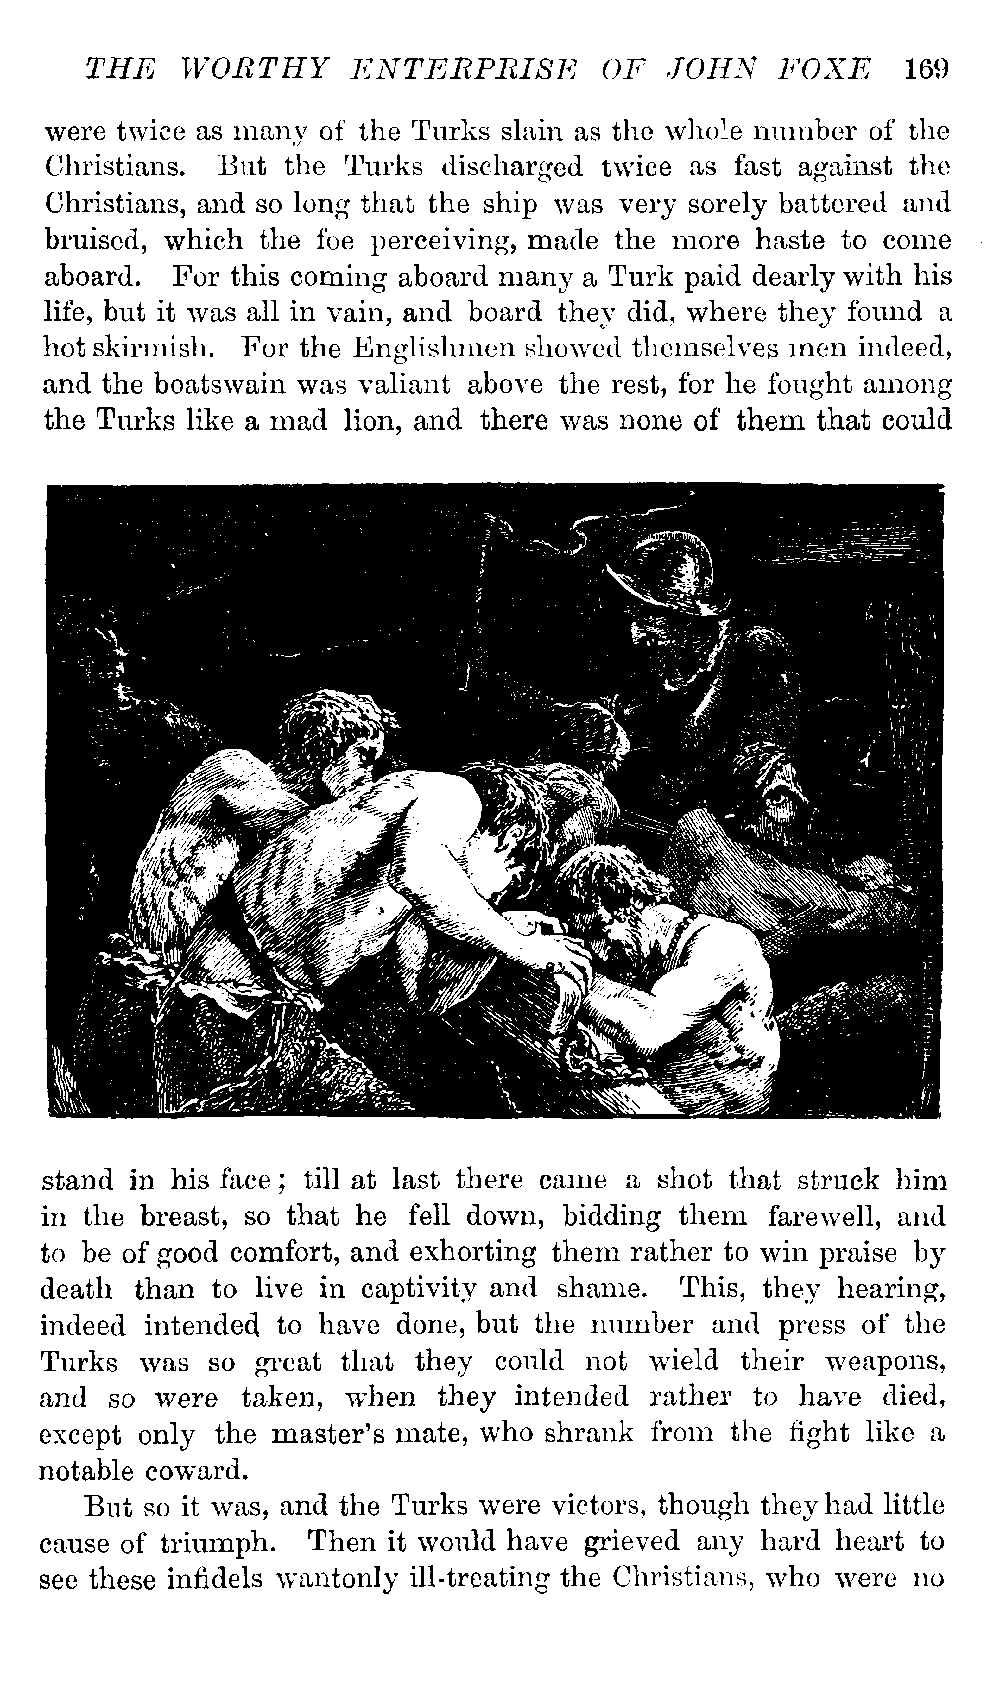 THE WORTHY ENTERPRISE OF JOHN FOXE 169
were twice as many of the Turks slain as the whole number of the
Christians. But the Turks discharged twice as fast against the
Christians, and so long that the ship was very sorely battered and
bruised, which the foe perceiving, made the more haste to come
aboard. For this coming aboard many a Turk paid dearly with his
life, but it was all in vain, and board they did, where they found a
hot skirmish. For the Englishmen showed themselves men indeed,
and the boatswain was valiant above the rest, for he fought among
the Turks like a mad lion, and there was none of them that could
stand in his face; till at last there came a shot that struck him
in the breast, so that he fell down, bidding them farewell, and
to be of good comfort, and exhorting them rather to win praise by
death than to live in captivity and shame. This, they hearing,
indeed intended to have done, but the number and press of the
Turks was so great that they could not wield their weapons,
and so were taken, when they intended rather to have died,
except only the master's mate, who shrank from the fight like a
notable coward.
But so it was, and the Turks were victors, though they had little
cause of triumph. Then it would have grieved any hard heart to
see these infidels wantonly ill-treating the Christians, who were no